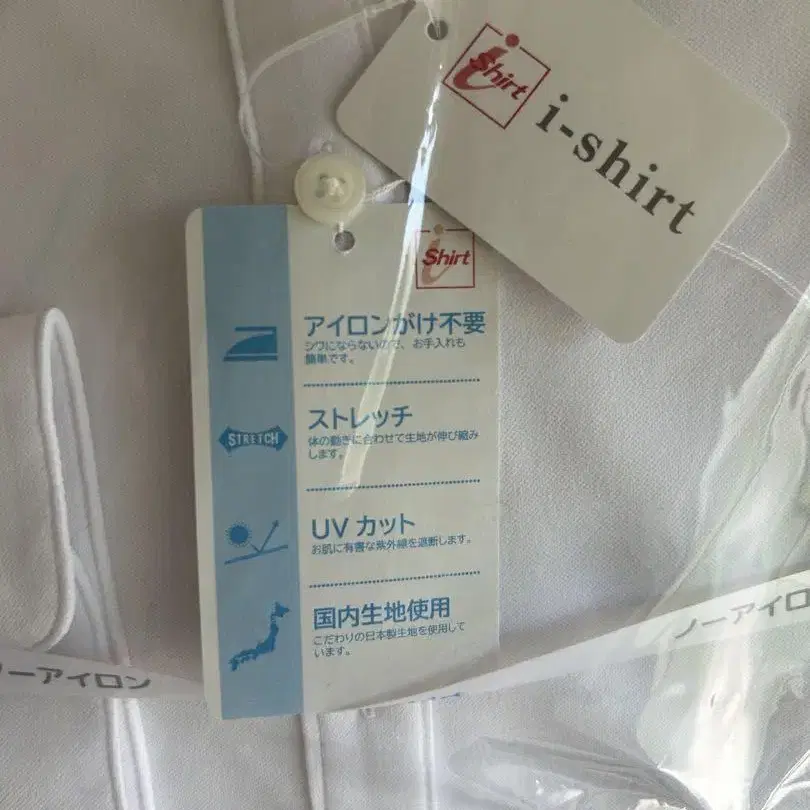 i Shirt
i-shirt
i Shirt
アイロンがけ不要
シワにならないので、お手入れも
簡単です。
STRETCH
ストレッチ
体の動きに合わせて生地が伸び縮み
します。
UVカット
お肌に有害な紫外線を遮断します。
国内生地使用
こだわりの日本製生地を使用して
います。
ノーアイロン
ノーアイロ